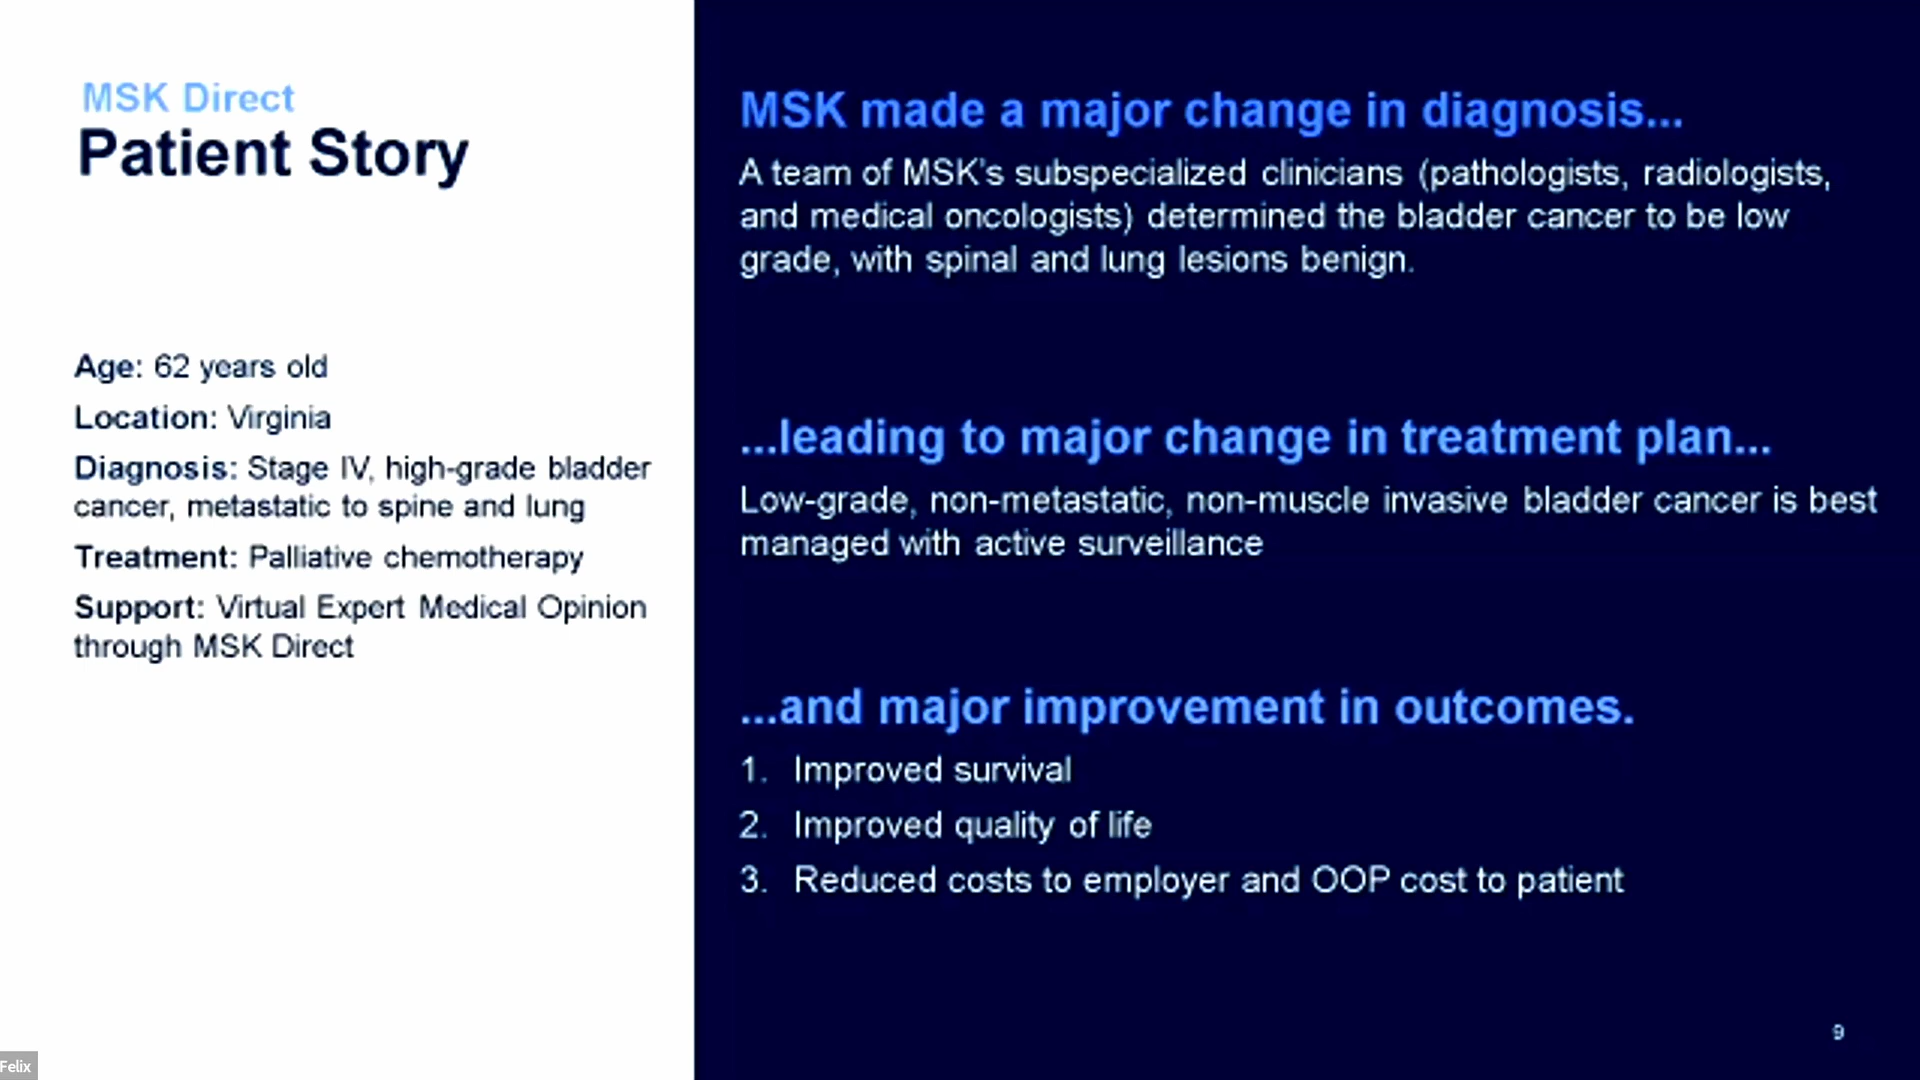 MSK Direct
Patient Story
Age: 62 years old
Location: Virginia
Diagnosis: Stage IV, high-grade bladder
cancer, metastatic to spine and lung
Treatment: Palliative chemotherapy
Support: Virtual Expert Medical Opinion
through MSK Direct
MSK made a major change in diagnosis...
A team of MSK's subspecialized clinicians (pathologists, radiologists,
and medical oncologists) determined the bladder cancer to be low
grade, with spinal and lung lesions benign.
...leading to major change in treatment plan...
Low-grade, non-metastatic, non-muscle invasive bladder cancer is best
managed with active surveillance
...and major improvement in outcomes.
1. Improved survival
2. Improved quality of life
3. Reduced costs to employer and OOP cost to patient
9
Felix